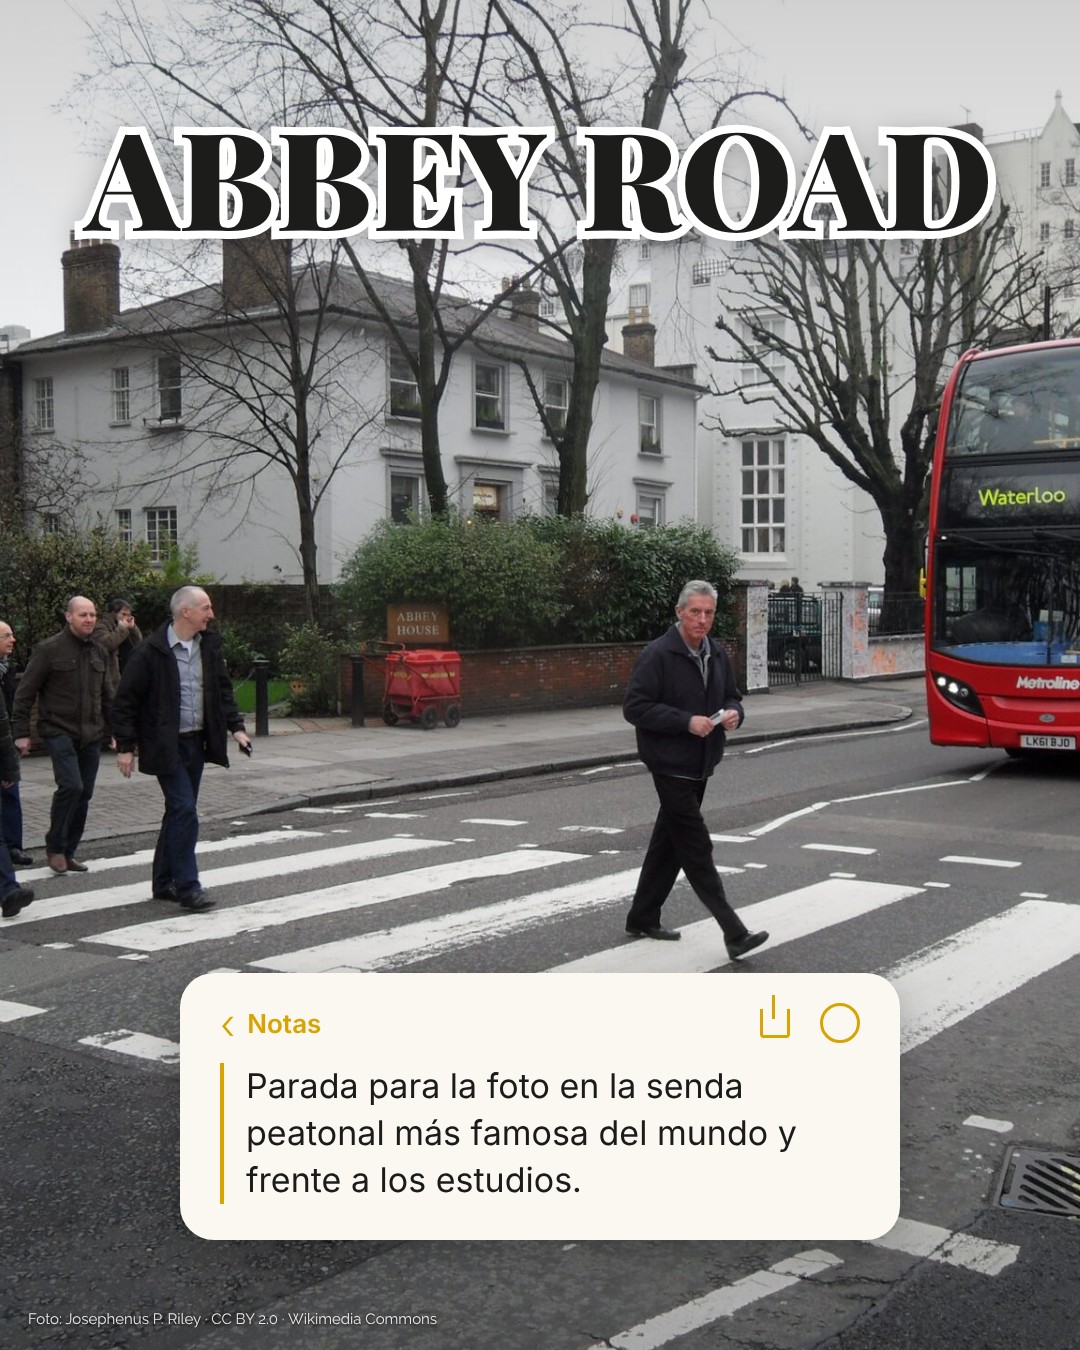 ABBEY ROAD
Waterloo
ABBEY
HOUSE
Metroline
LK61 BJO
Notas
Parada para la foto en la senda
peatonal más famosa del mundo y
frente a los estudios.
Foto: Josephenus P. Riley · CC BY 2.0 · Wikimedia Commons